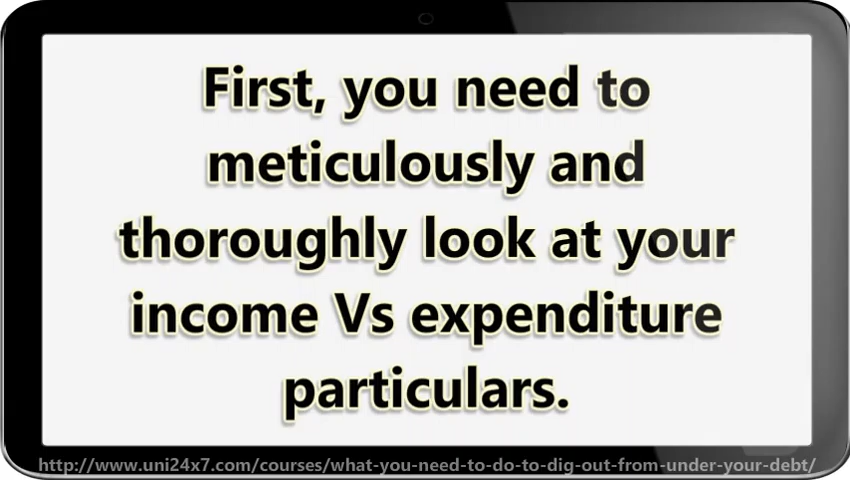 First, you need to
meticulously and
thoroughly look at your
income Vs expenditure
particulars.
http://www.uni24x7.com/courses/what-you-need-to-do-to-dig-out-from-under-your-debt/